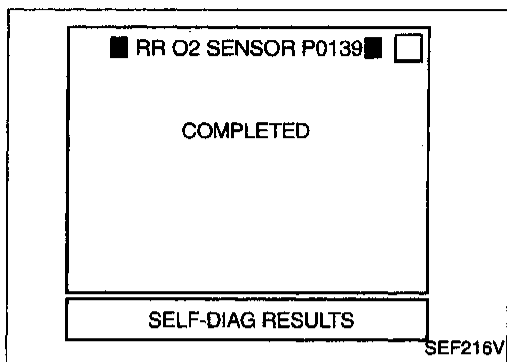 RR O2 SENSOR P0139
COMPLETED
SELF-DIAG RESULTS
SEF216V